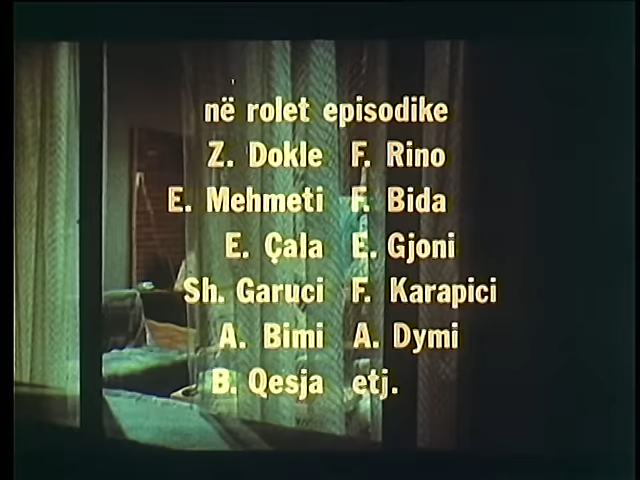 në rolet episodike
Z. Dokle F. Rino
E. Mehmeti F. Bida
E. Çala E. Gjoni
Sh. Garuci F. Karapici
A. Bimi A. Dymi
B. Qesja etj.